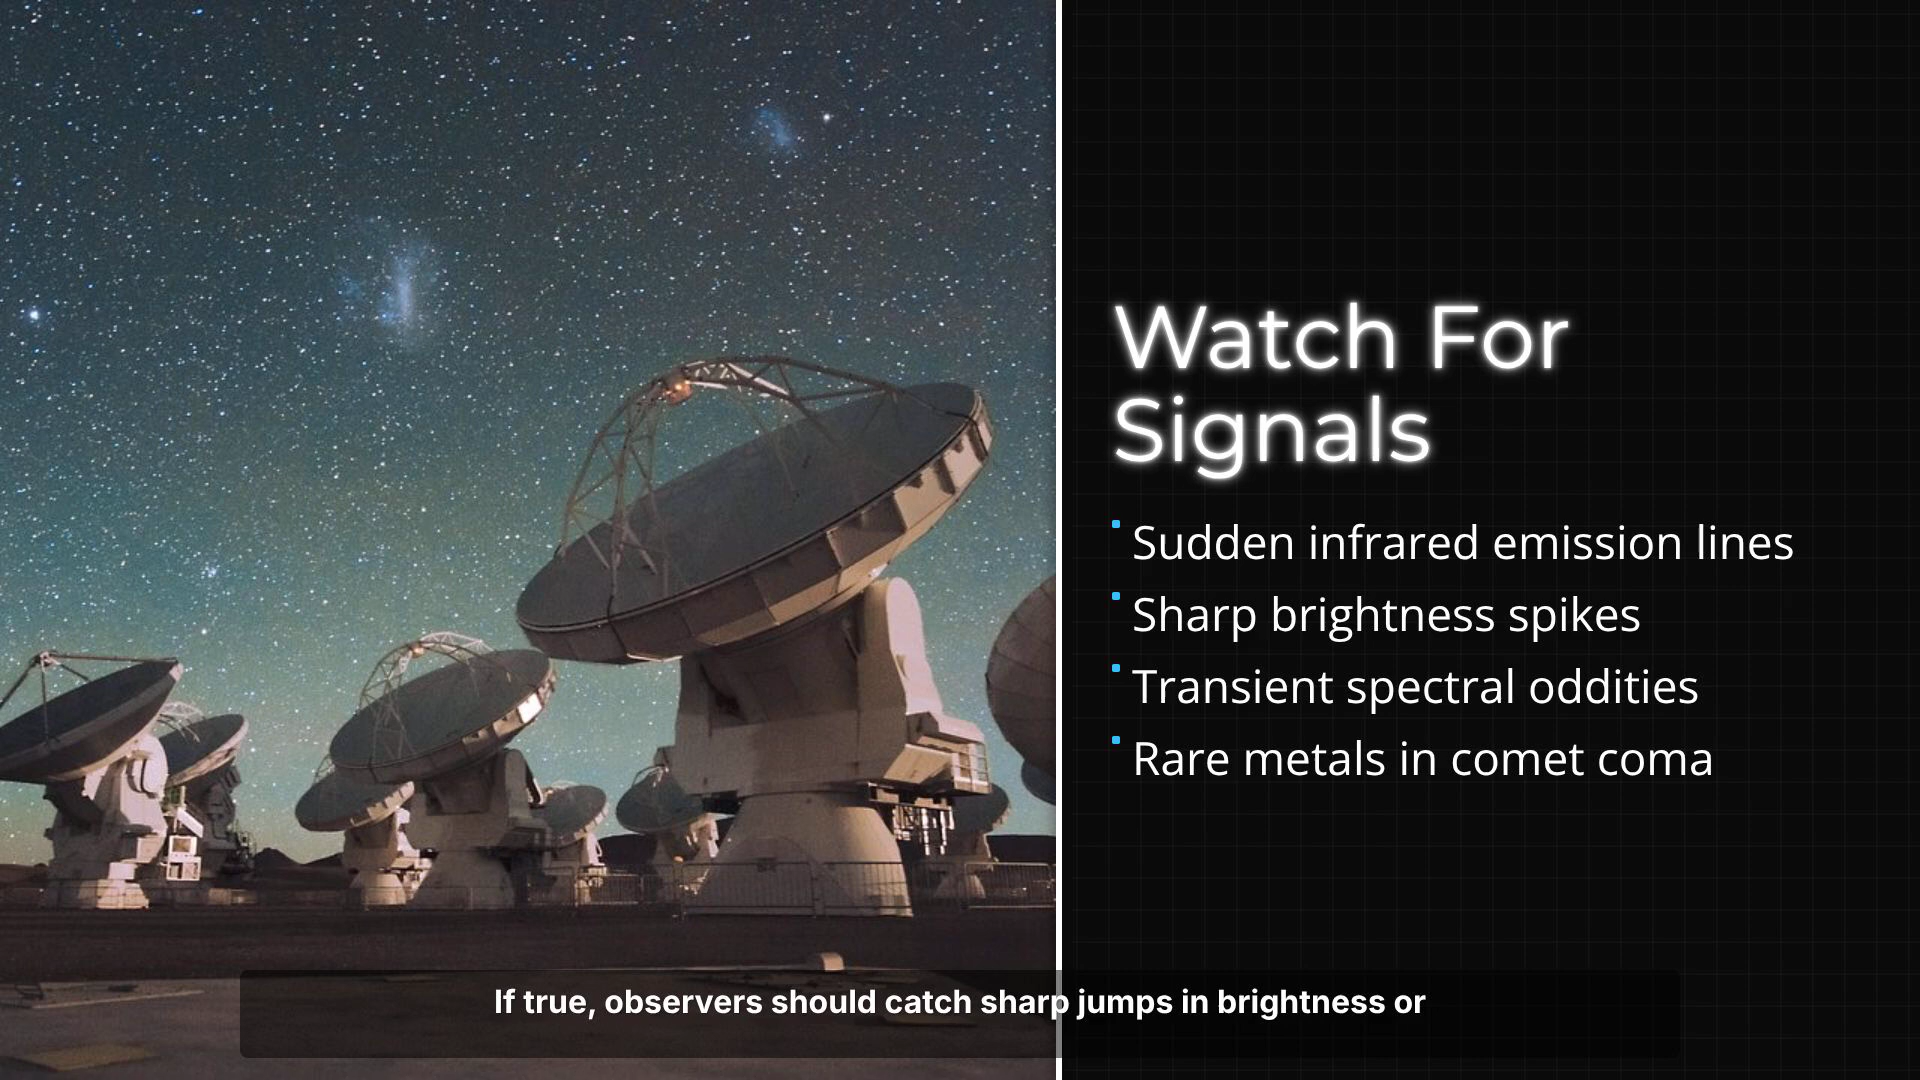 Watch For
Signals
Sudden infrared emission lines
Sharp brightness spikes
Transient spectral oddities
Rare metals in comet coma
If true, observers should catch sharp jumps in brightness or